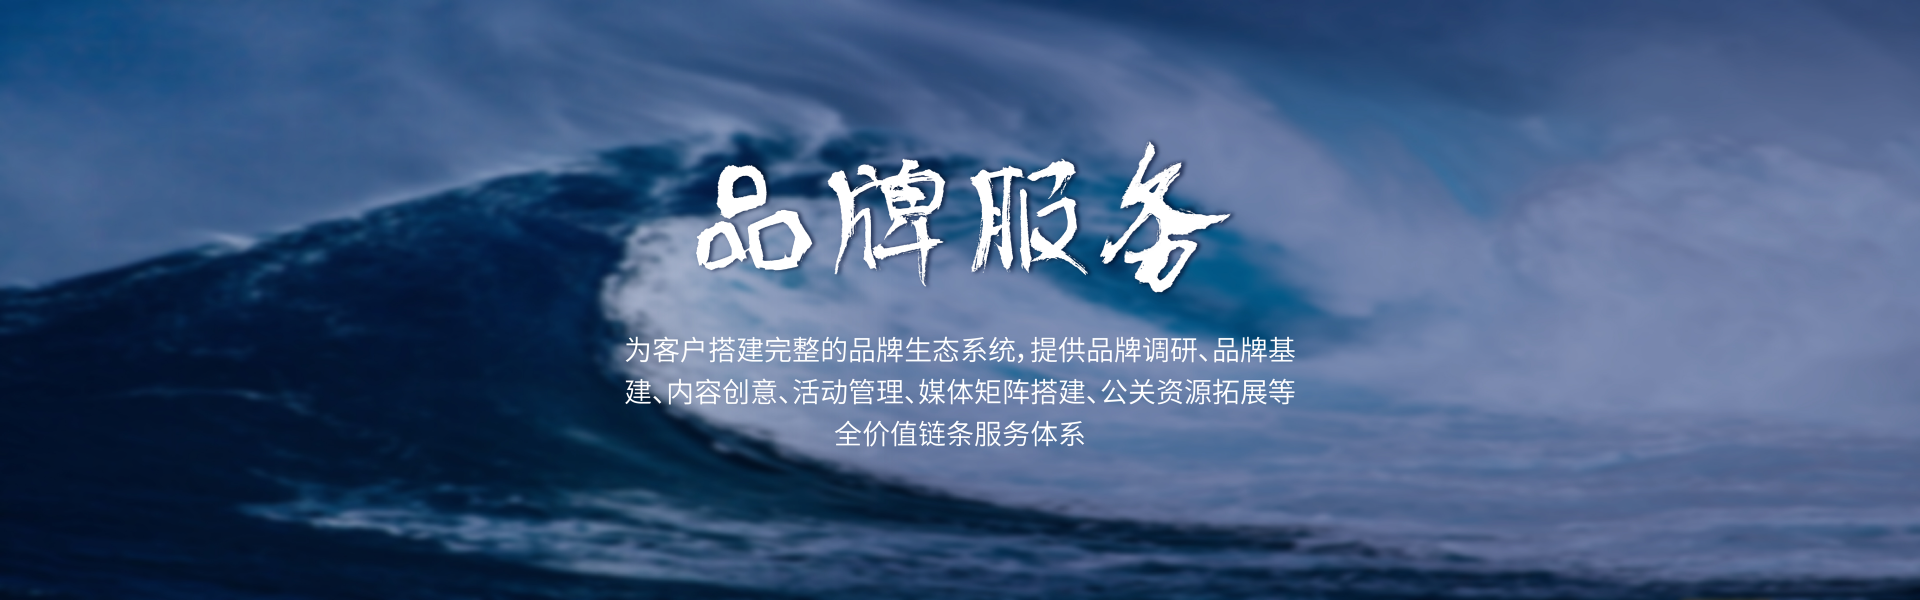 品牌服务
为客户搭建完整的品牌生态系统，提供品牌调研、品牌基
建、内容创意、活动管理、媒体矩阵搭建、公关资源拓展等
全价值链条服务体系